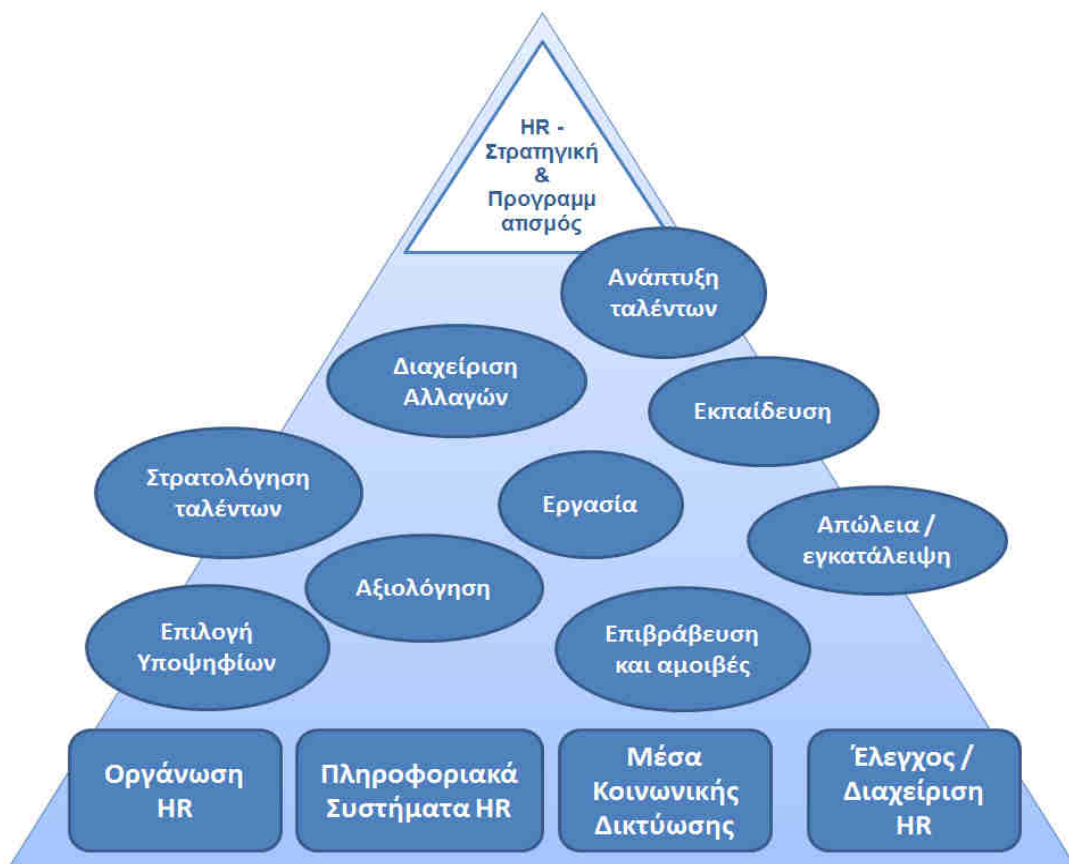 HR -
Στρατηγική
&
Προγραμμ
ατισμός
Ανάπτυξη
ταλέντων
Διαχείριση
Αλλαγών
Εκπαίδευση
Στρατολόγηση
ταλέντων
Εργασία
Απώλεια /
εγκατάλειψη
Αξιολόγηση
Επιλογή
Υποψηφίων
Επιβράβευση
και αμοιβές
Οργάνωση
HR
Πληροφοριακά
Συστήματα HR
Μέσα
Κοινωνικής
Δικτύωσης
Έλεγχος /
Διαχείριση
HR